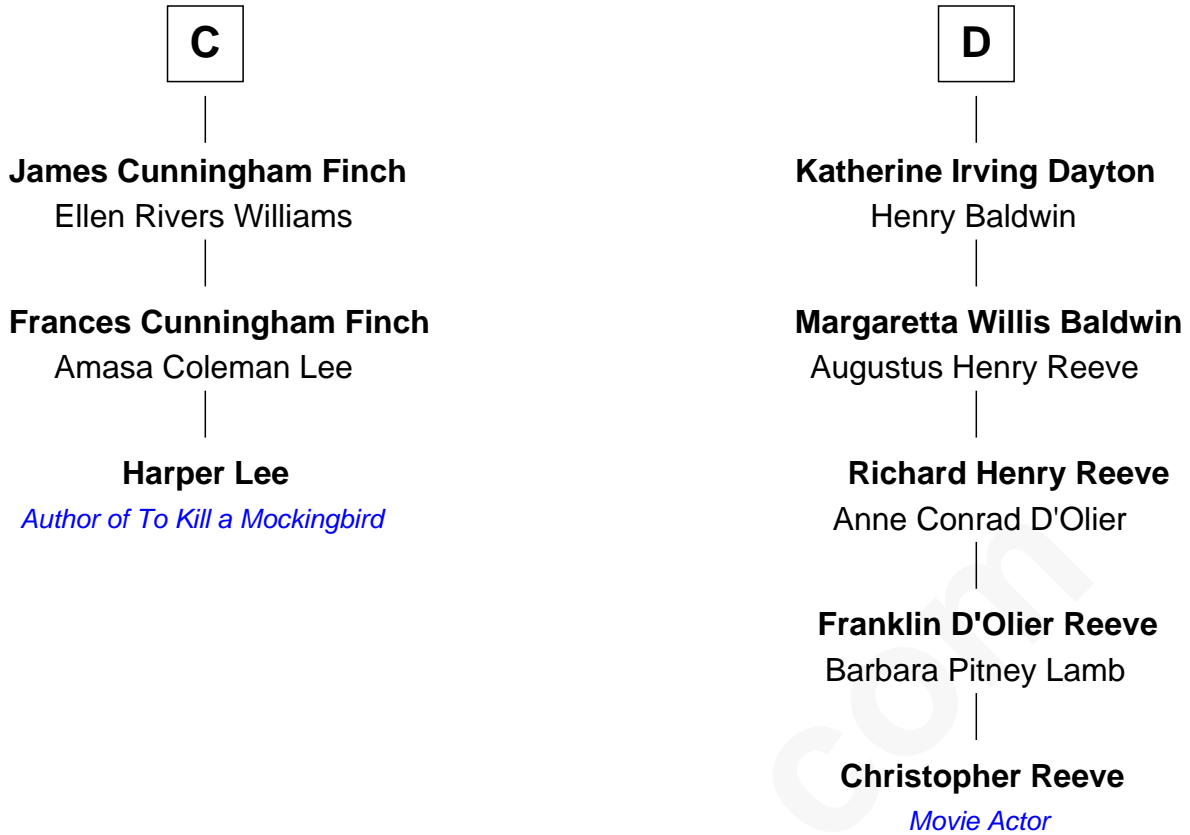 C
James Cunningham Finch
Ellen Rivers Williams
Frances Cunningham Finch
Amasa Coleman Lee
Harper Lee
Author of To Kill a Mockingbird
D
Katherine Irving Dayton
Henry Baldwin
Margaretta Willis Baldwin
Augustus Henry Reeve
Richard Henry Reeve
Anne Conrad D'Olier
Franklin D'Olier Reeve
Barbara Pitney Lamb
Christopher Reeve
Movie Actor
com